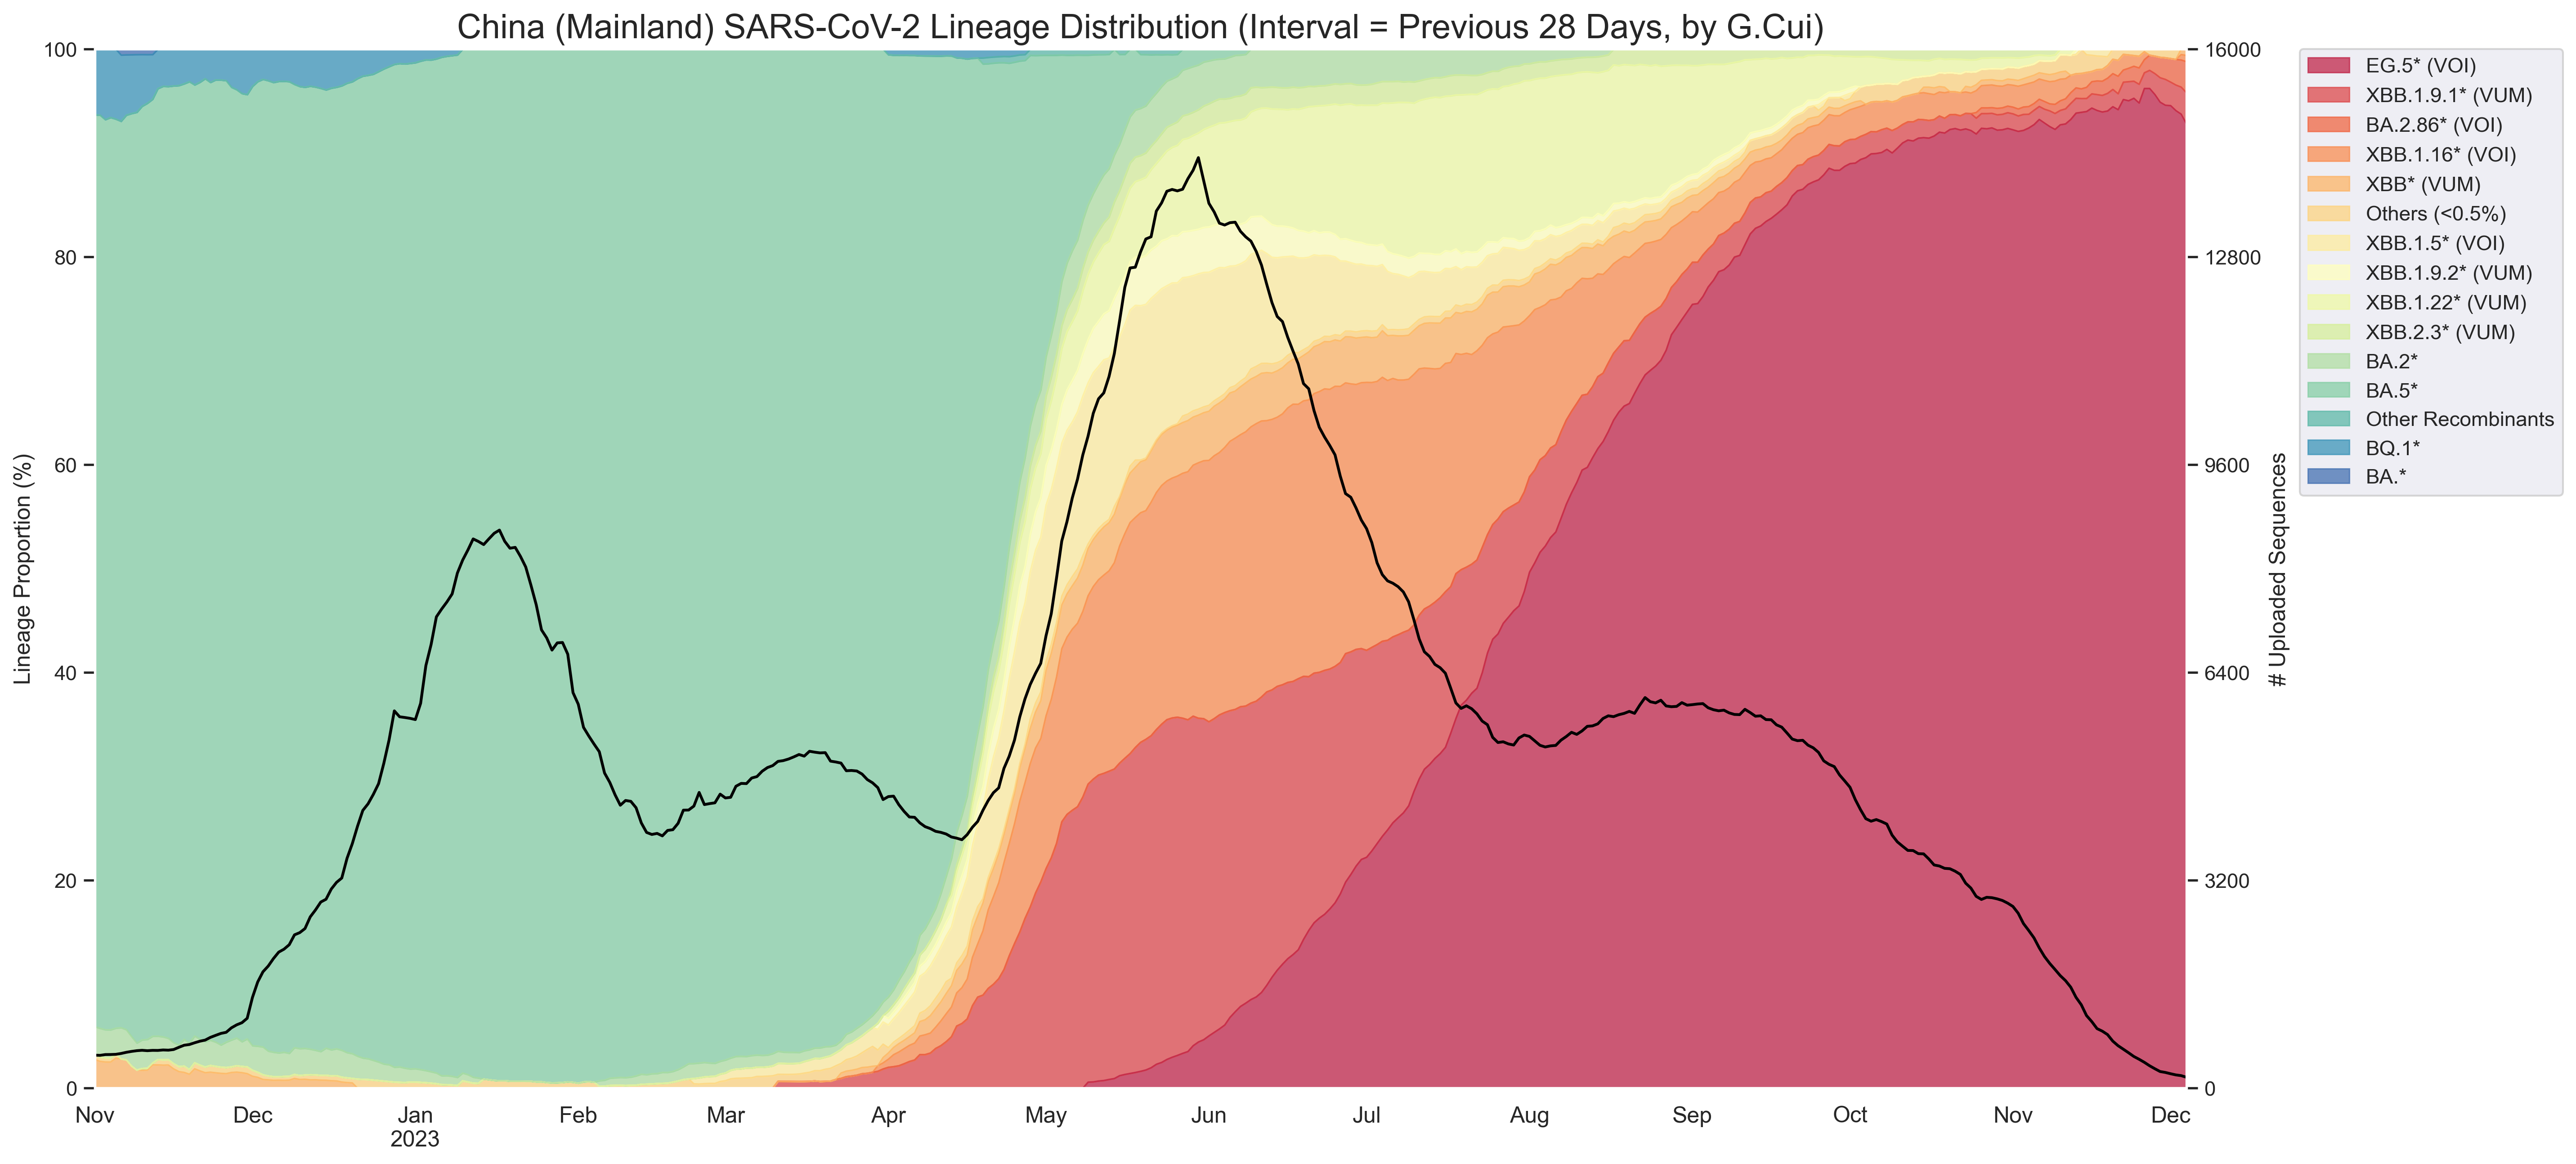 China (Mainland) SARS-CoV-2 Lineage Distribution (Interval = Previous 28 Days, by G.Cui)
Lineage Proportion (%)
100
80
60
40
20
0
Nov Dec Jan Feb Mar Apr May Jun Jul Aug Sep Oct Nov Dec
2023
16000
12800
9600
6400
3200
0
# Uploaded Sequences
EG.5* (VOI)
XBB.1.9.1* (VUM)
BA.2.86* (VOI)
XBB.1.16* (VOI)
XBB* (VUM)
Others (<0.5%)
XBB.1.5* (VOI)
XBB.1.9.2* (VUM)
XBB.1.22* (VUM)
XBB.2.3* (VUM)
BA.2*
BA.5*
Other Recombinants
BQ.1*
BA.*